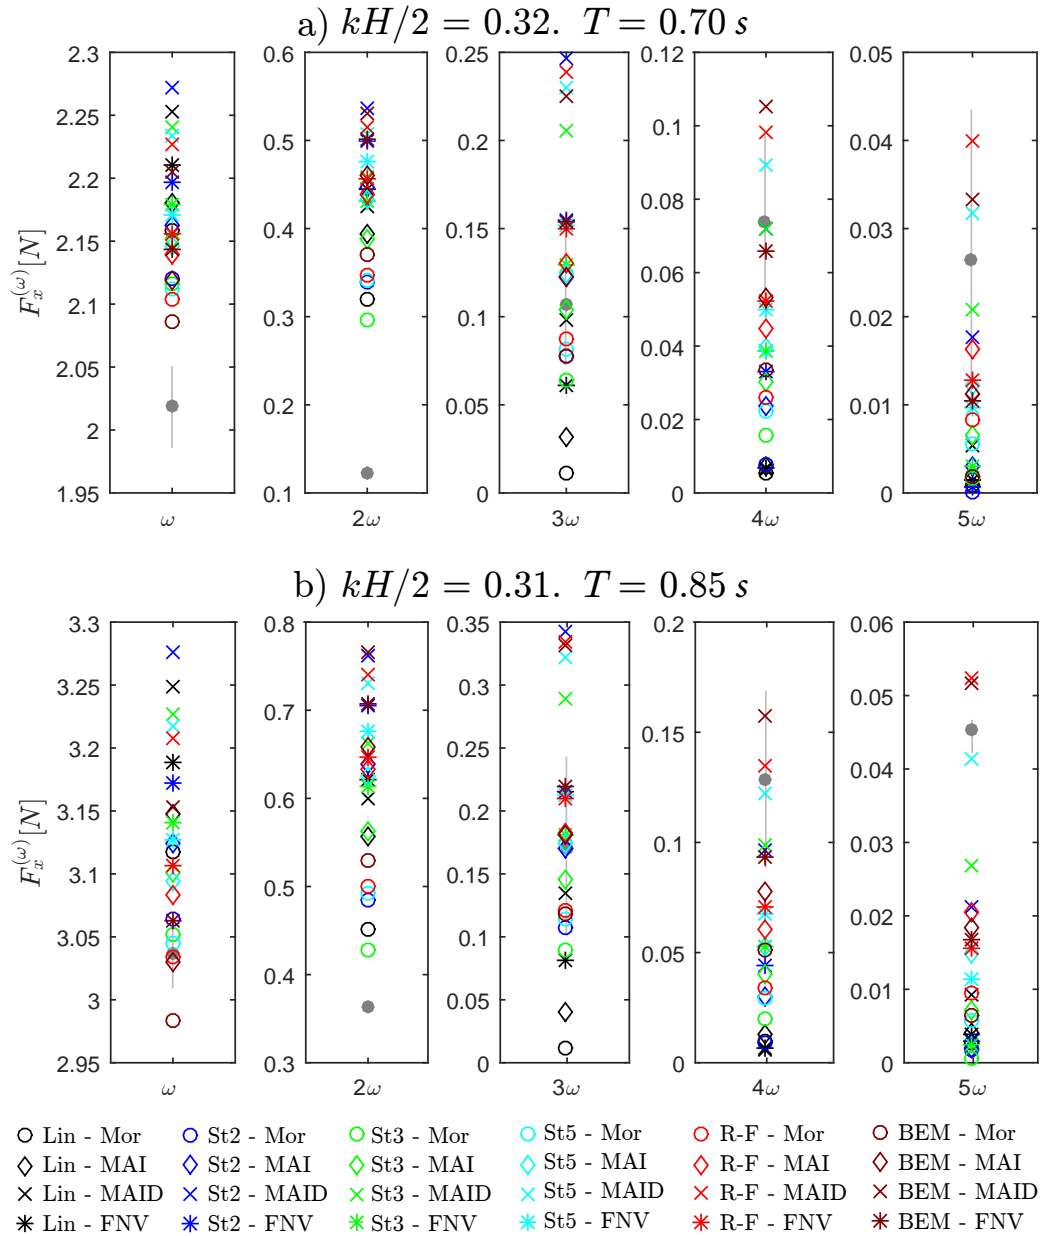 a) kH/2 = 0.32. T = 0.70 s
2.3 0.6 0.25 0.12 0.05
2.25 0.5 0.2 0.1 0.04
2.2 0.4 0.15 0.08 0.03
2.15 0.3 0.1 0.06 0.02
2.1 0.2 0.05 0.04 0.01
2.05 0.1 0 0.02 0
2 0
1.95
F_x^(ω) [N]
ω 2ω 3ω 4ω 5ω
b) kH/2 = 0.31. T = 0.85 s
3.3 0.8 0.35 0.2 0.06
3.25 0.7 0.3 0.15 0.05
3.2 0.6 0.25 0.1 0.04
3.15 0.5 0.2 0.05 0.03
3.1 0.4 0.15 0 0.02
3.05 0.3 0.1 0.01
3 0.05 0
2.95 0
F_x^(ω) [N]
ω 2ω 3ω 4ω 5ω
Lin - Mor St2 - Mor St3 - Mor St5 - Mor R-F - Mor BEM - Mor
Lin - MAI St2 - MAI St3 - MAI St5 - MAI R-F - MAI BEM - MAI
Lin - MAID St2 - MAID St3 - MAID St5 - MAID R-F - MAID BEM - MAID
Lin - FNV St2 - FNV St3 - FNV St5 - FNV R-F - FNV BEM - FNV